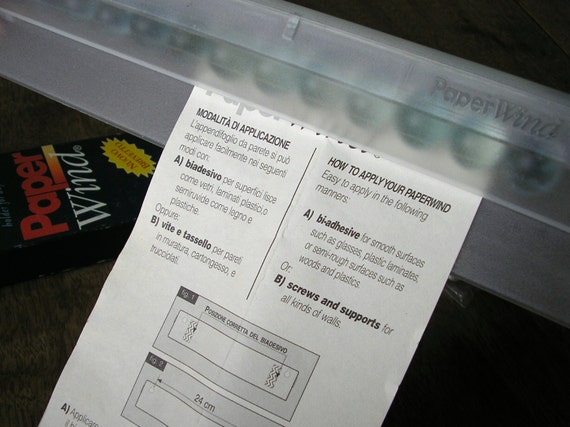 PaperWind
Paper
Wind®
MODALITÀ DI APPLICAZIONE
L'appendifoglio da parete si può
applicare facilmente nei seguenti
modi con:
A) biadesivo per superfici lisce
come vetri, laminati plastici o
semiruvide come legno e
plastiche.
Oppure:
B) vite e tassello per pareti
in muratura, cartongesso, e
truciolati.
HOW TO APPLY YOUR PAPERWIND
Easy to apply in the following
manners:
A) bi-adhesive for smooth surfaces
such as glasses, plastic laminates,
or semi-rough surfaces such as
woods and plastics.
Or:
B) screws and supports for
all kinds of walls.
fig. 1
POSIZIONE CORRETTA DEL BIADESIVO
fig. 2
24 cm
A) Applicare